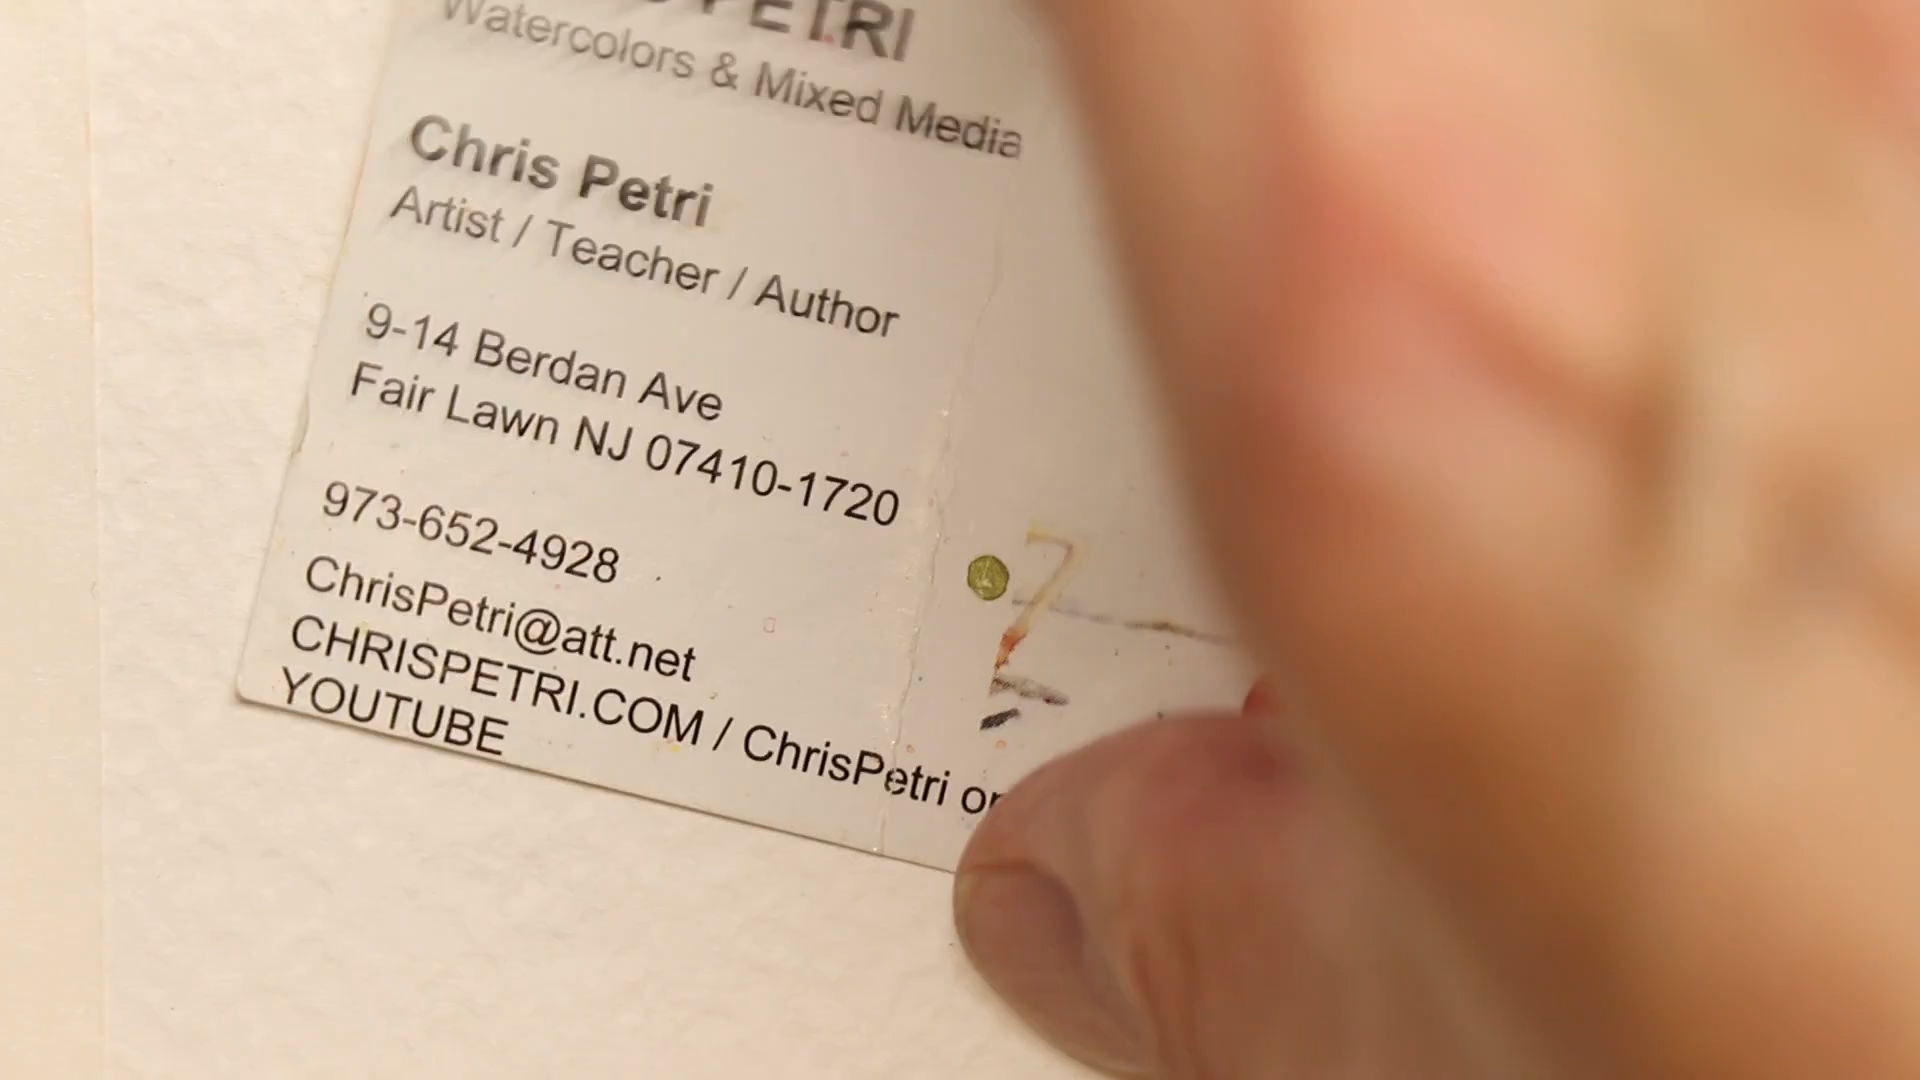 PETRI
Watercolors & Mixed Media
Chris Petri
Artist / Teacher / Author
9-14 Berdan Ave
Fair Lawn NJ 07410-1720
973-652-4928
ChrisPetri@att.net
CHRISPETRI.COM / ChrisPetri
YOUTUBE